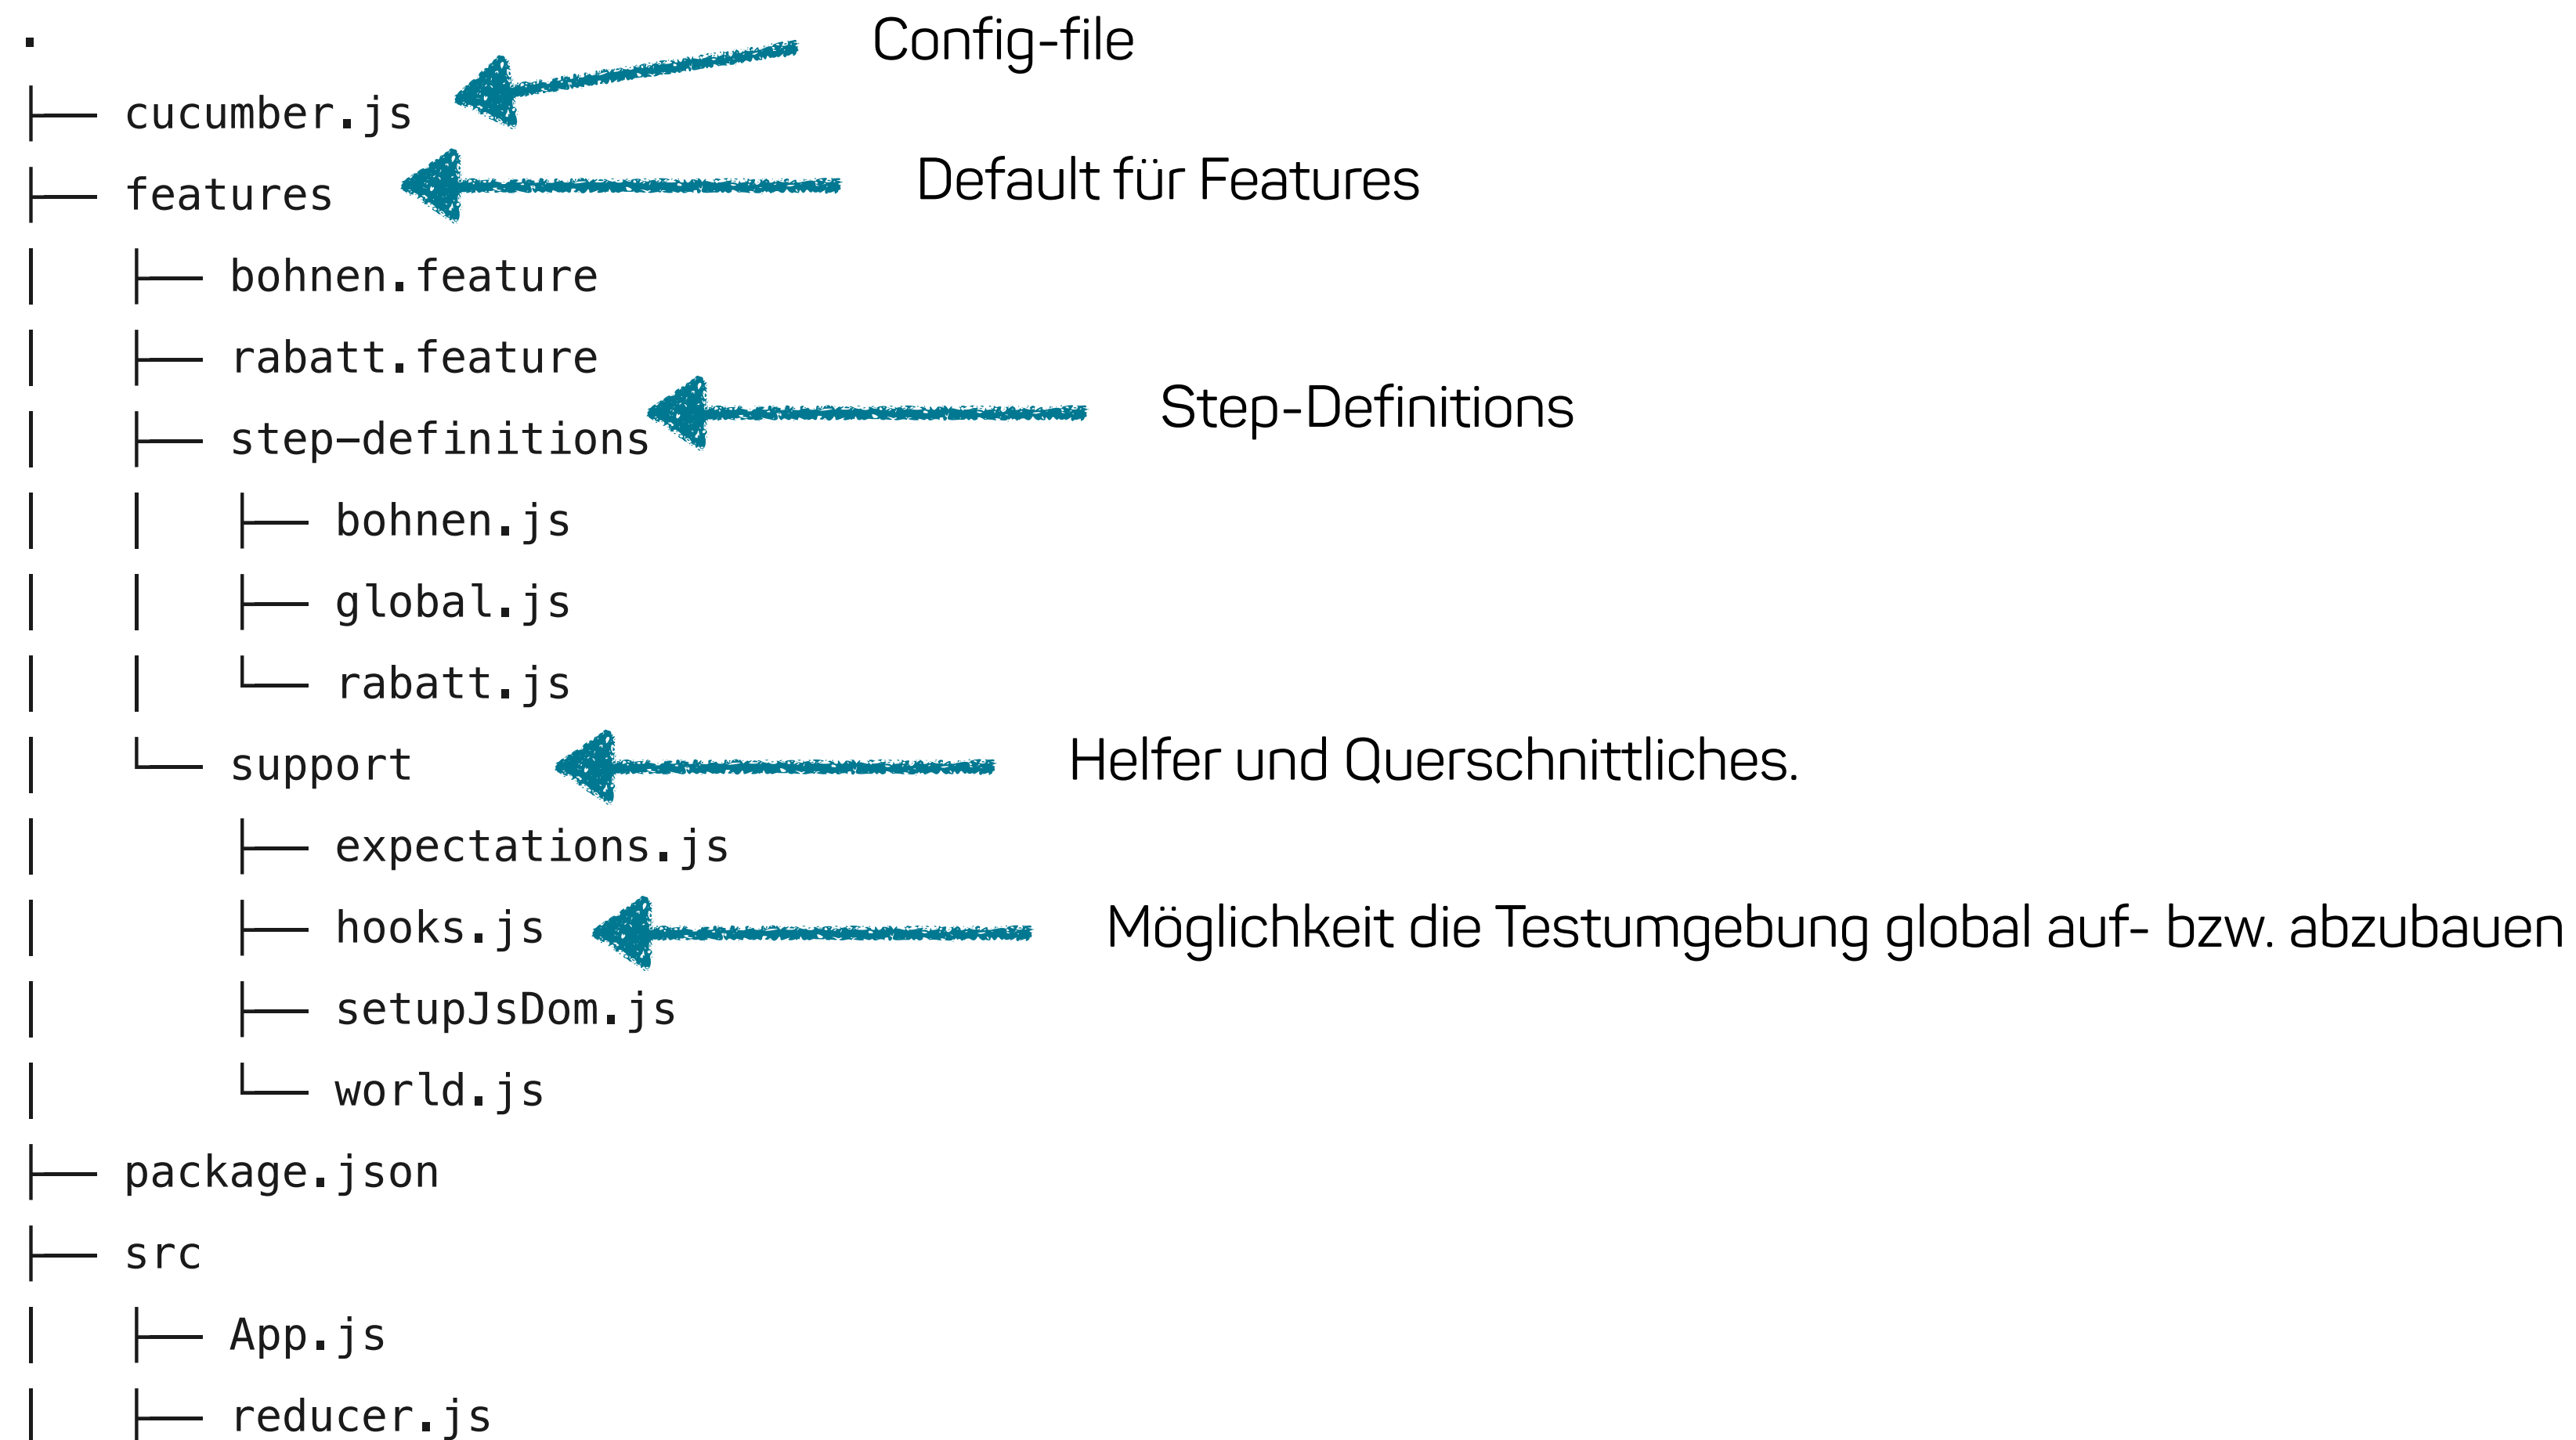 .
├── cucumber.js
Config-file
├── features
Default für Features
│   ├── bohnen.feature
│   ├── rabatt.feature
│   ├── step-definitions
Step-Definitions
│   │   ├── bohnen.js
│   │   ├── global.js
│   │   └── rabatt.js
│   └── support
Helfer und Querschnittliches.
│       ├── expectations.js
│       ├── hooks.js
Möglichkeit die Testumgebung global auf- bzw. abzubauen
│       ├── setupJsDom.js
│       └── world.js
├── package.json
├── src
│   ├── App.js
│   ├── reducer.js